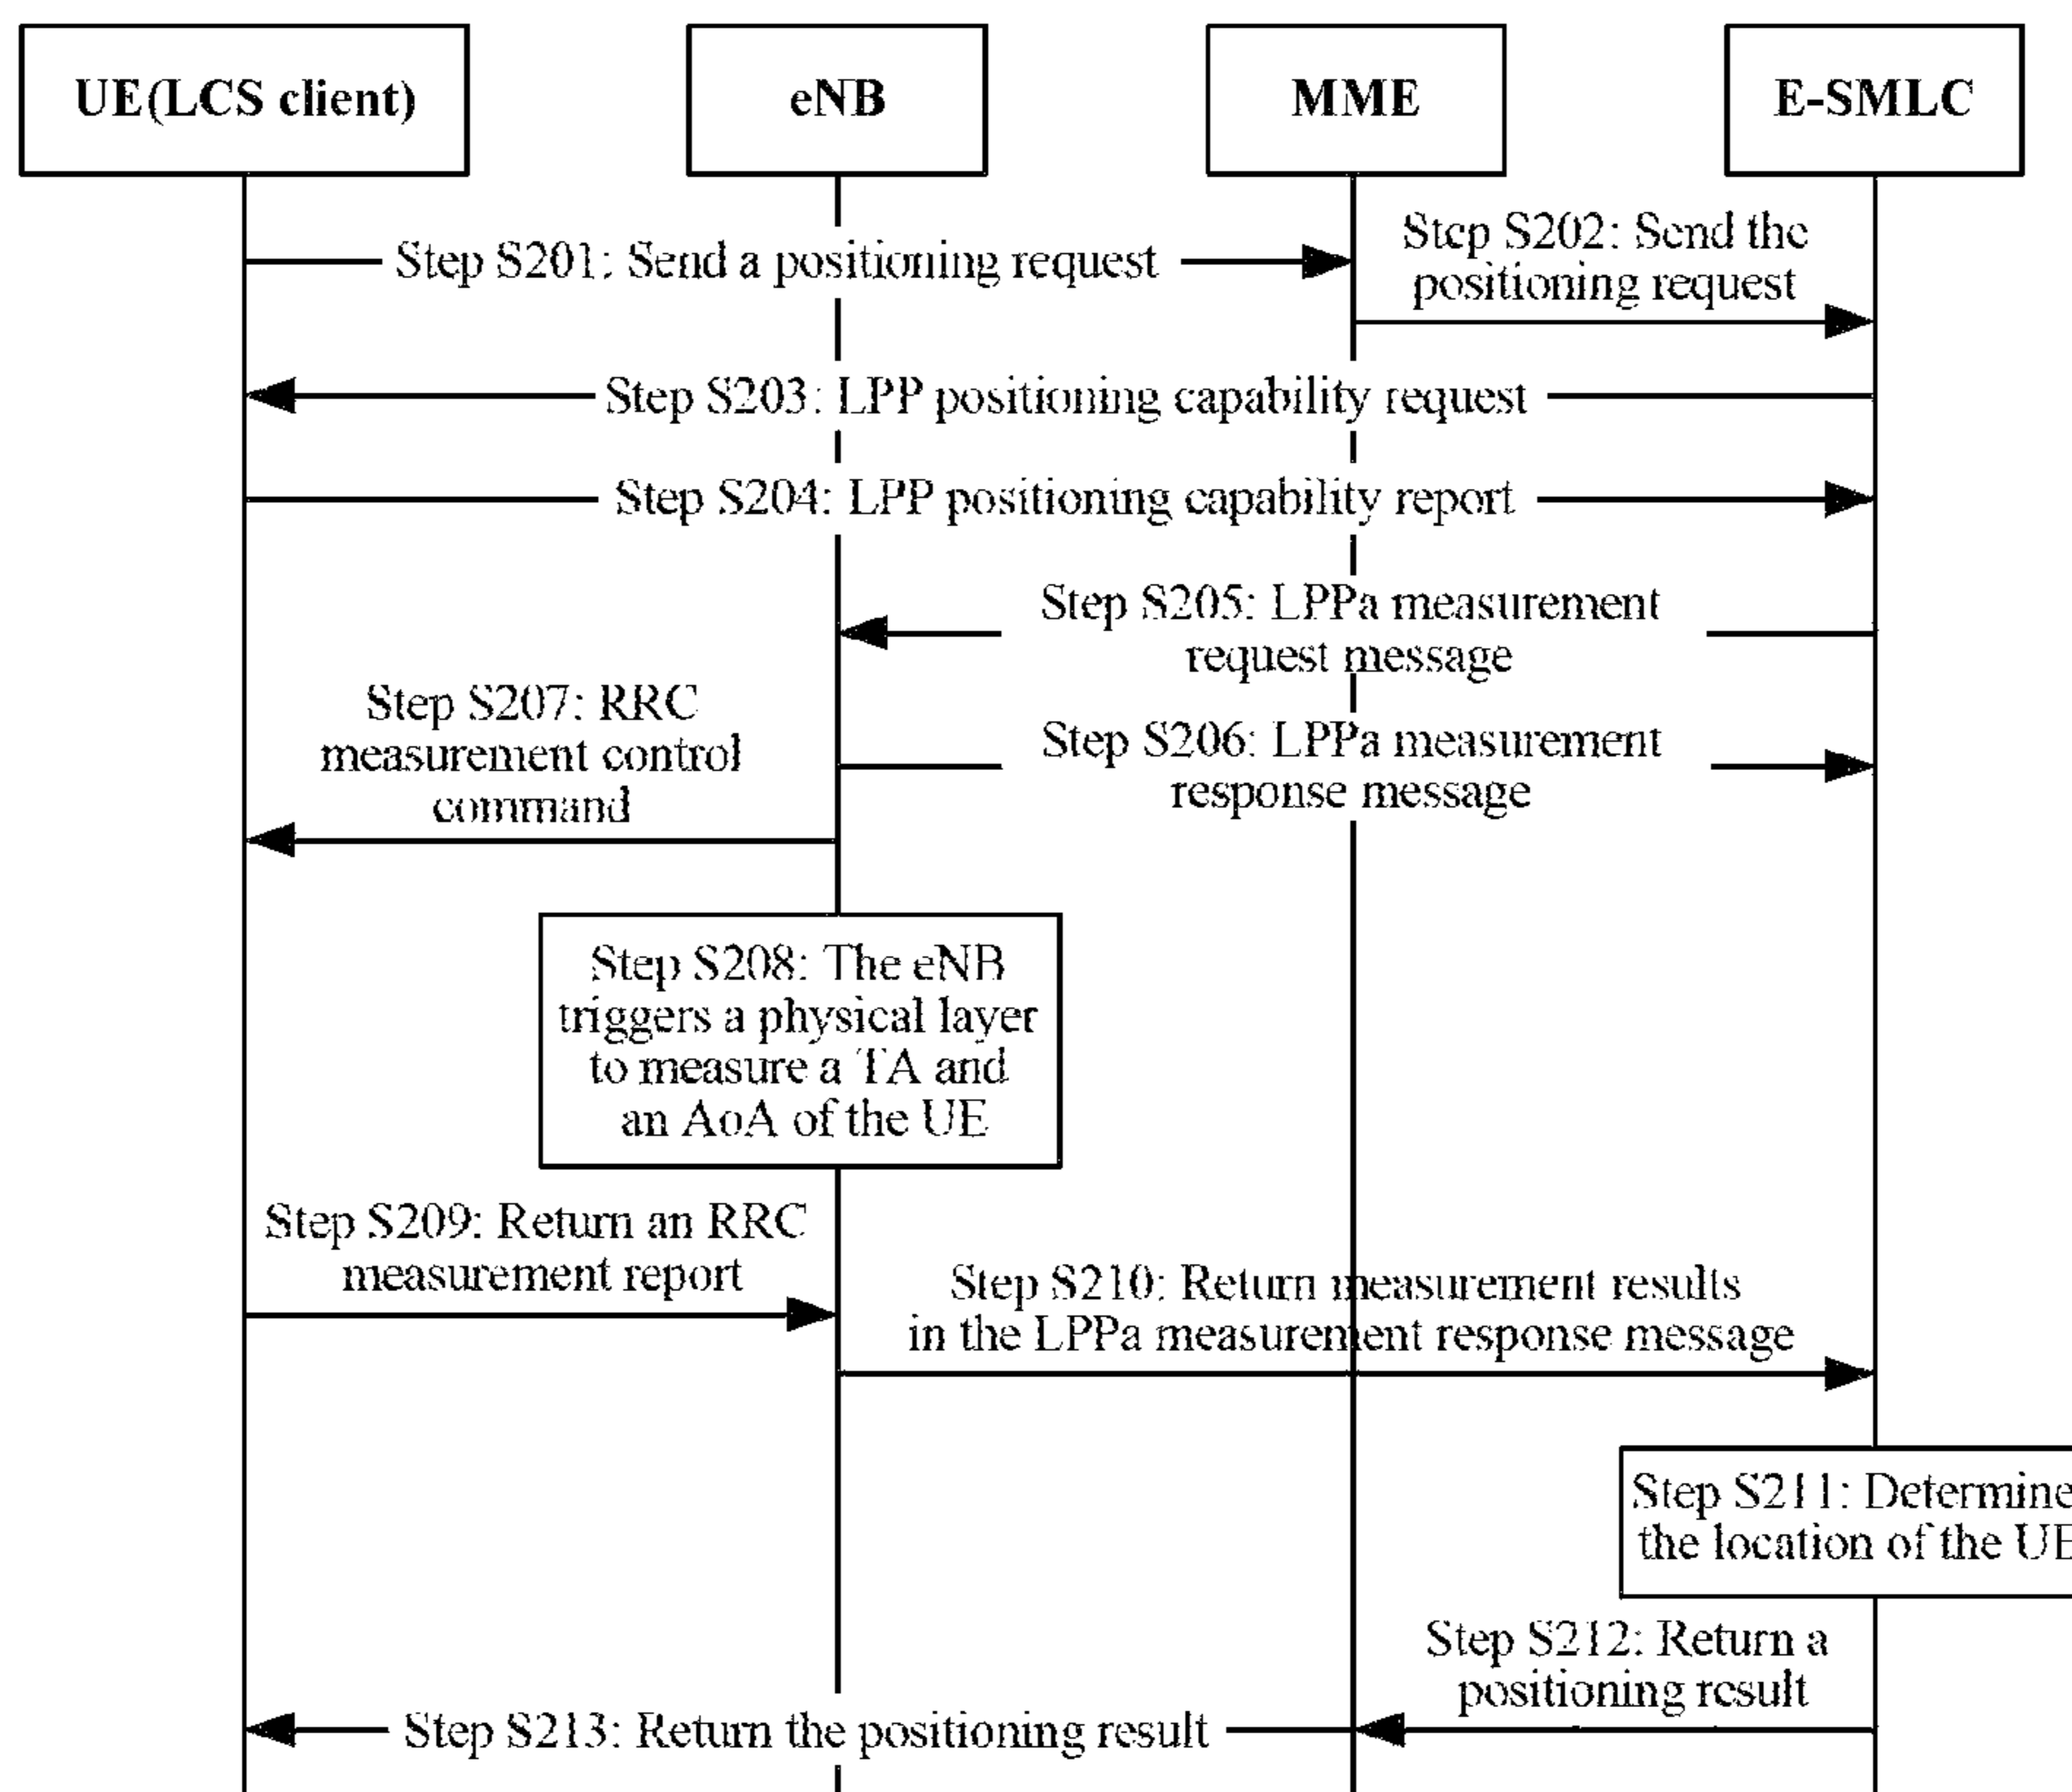 UE(LCS client)
eNB
MME
E-SMLC
Step S201: Send a positioning request
Step S202: Send the
positioning request
Step S203: LPP positioning capability request
Step S204: LPP positioning capability report
Step S205: LPPa measurement
request message
Step S207: RRC
measurement control
command
Step S206: LPPa measurement
response message
Step S208: The eNB
triggers a physical layer
to measure a TA and
an AoA of the UE
Step S209: Return an RRC
measurement report
Step S210: Return measurement results
in the LPPa measurement response message
Step S211: Determine
the location of the UE
Step S212: Return a
positioning result
Step S213: Return the positioning result